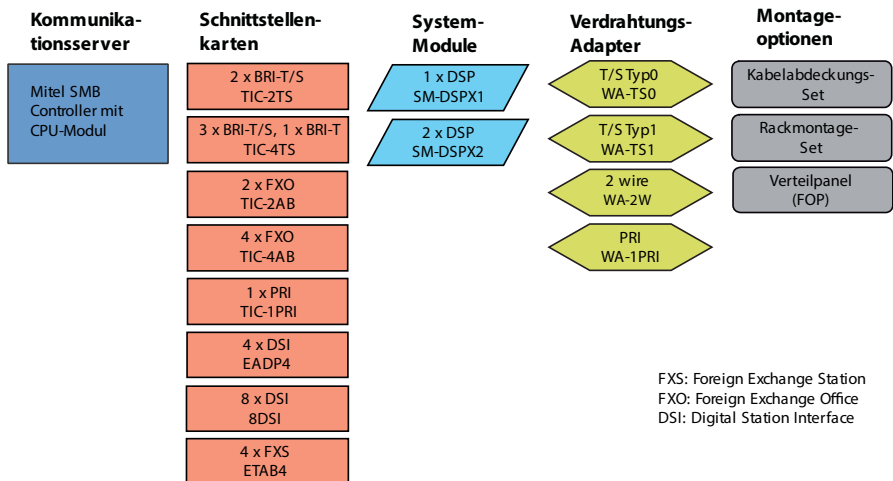 Kommunika-
tionsserver
Mitel SMB
Controller mit
CPU-Modul
Schnittstellen-
karten
2 x BRI-T/S
TIC-2TS
3 x BRI-T/S, 1 x BRI-T
TIC-4TS
2 x FXO
TIC-2AB
4 x FXO
TIC-4AB
1 x PRI
TIC-1PRI
4 x DSI
EADP4
8 x DSI
8DSI
4 x FXS
ETAB4
System-
Module
1 x DSP
SM-DSPX1
2 x DSP
SM-DSPX2
Verdrahtungs-
Adapter
T/S Typ0
WA-TS0
T/S Typ1
WA-TS1
2 wire
WA-2W
PRI
WA-1PRI
Montage-
optionen
Kabelabdeckungs-
Set
Rackmontage-
Set
Verteilpanel
(FOP)
FXS: Foreign Exchange Station
FXO: Foreign Exchange Office
DSI: Digital Station Interface